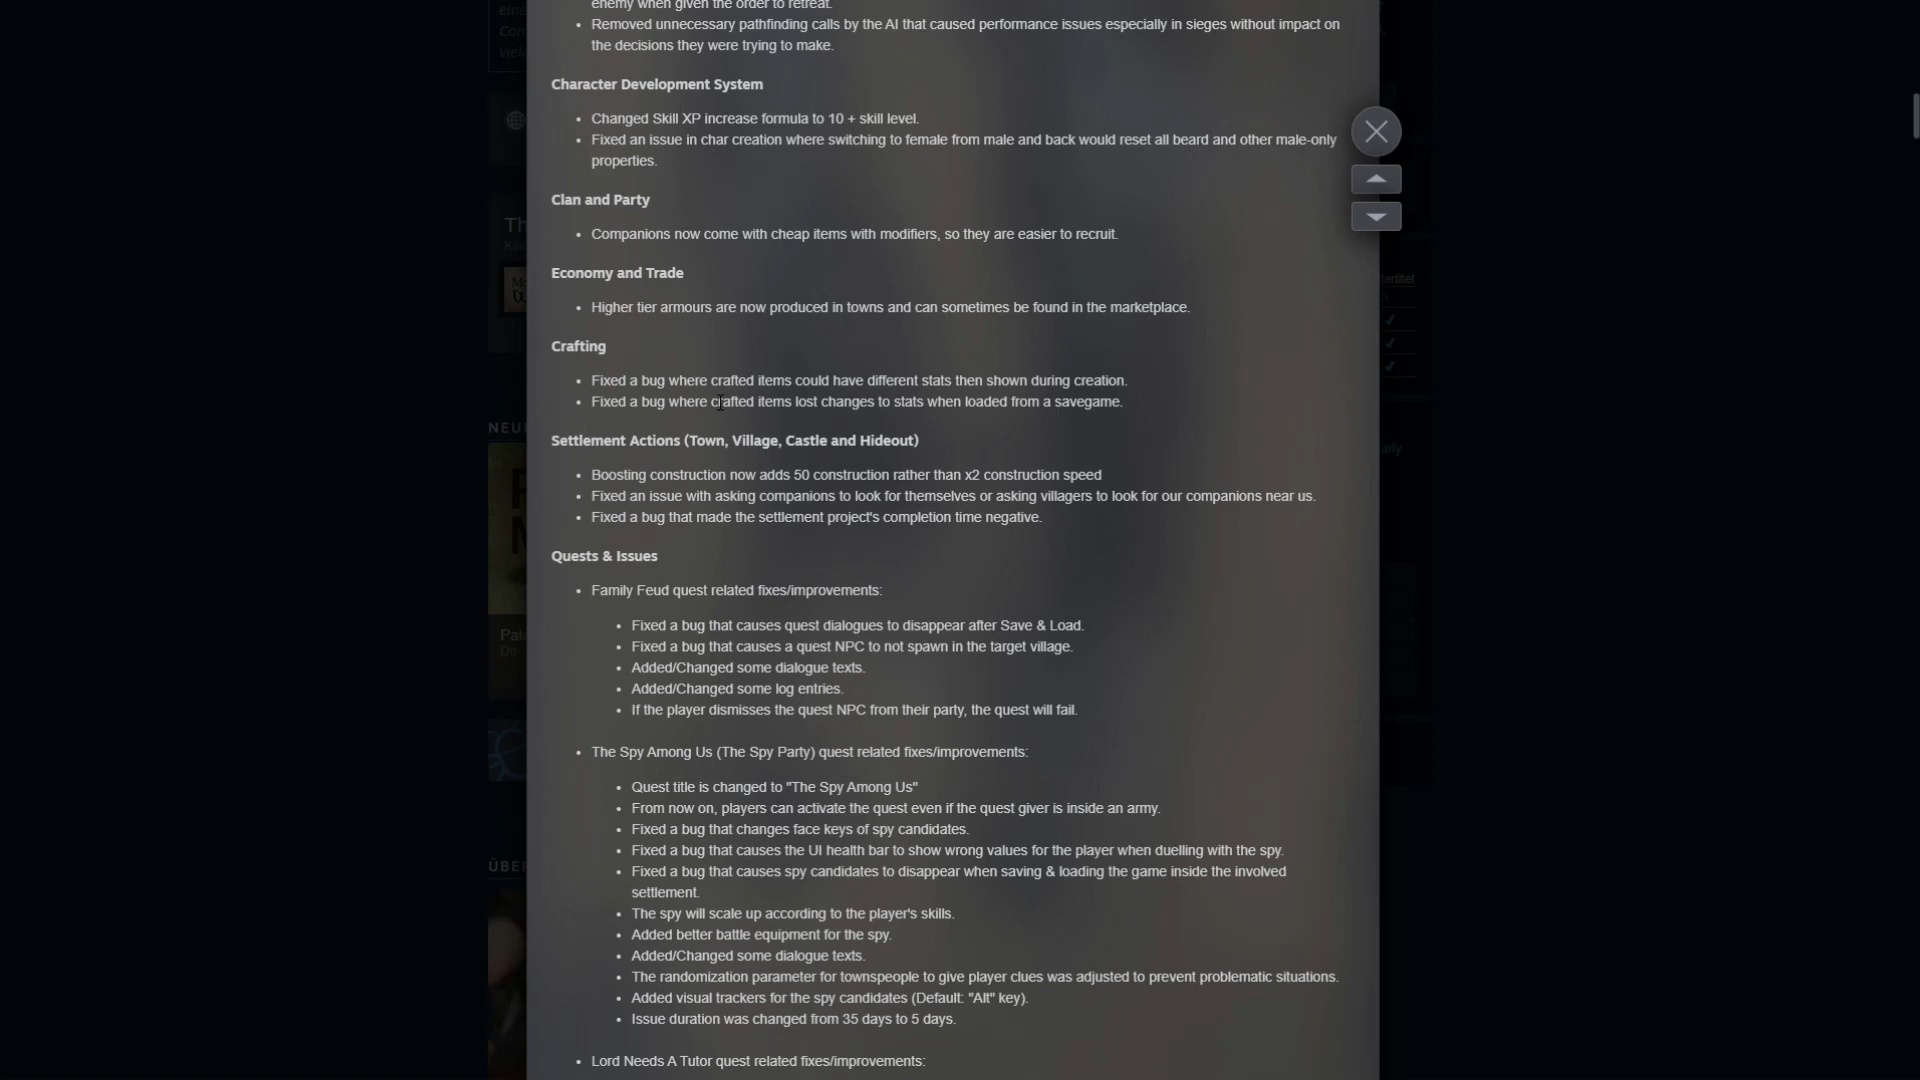 enemy when given the order to retreat.
Removed unnecessary pathfinding calls by the AI that caused performance issues especially in sieges without impact on
the decisions they were trying to make.
Character Development System
Changed Skill XP increase formula to 10 + skill level.
Fixed an issue in char creation where switching to female from male and back would reset all beard and other male-only
properties.
Clan and Party
Companions now come with cheap items with modifiers, so they are easier to recruit.
Economy and Trade
Higher tier armours are now produced in towns and can sometimes be found in the marketplace.
Crafting
Fixed a bug where crafted items could have different stats then shown during creation.
Fixed a bug where crafted items lost changes to stats when loaded from a savegame.
Settlement Actions (Town, Village, Castle and Hideout)
Boosting construction now adds 50 construction rather than x2 construction speed
Fixed an issue with asking companions to look for themselves or asking villagers to look for our companions near us.
Fixed a bug that made the settlement project's completion time negative.
Quests & Issues
Family Feud quest related fixes/improvements:
Fixed a bug that causes quest dialogues to disappear after Save & Load.
Fixed a bug that causes a quest NPC to not spawn in the target village.
Added/Changed some dialogue texts.
Added/Changed some log entries.
If the player dismisses the quest NPC from their party, the quest will fail.
The Spy Among Us (The Spy Party) quest related fixes/improvements:
Quest title is changed to "The Spy Among Us"
From now on, players can activate the quest even if the quest giver is inside an army.
Fixed a bug that changes face keys of spy candidates.
Fixed a bug that causes the UI health bar to show wrong values for the player when duelling with the spy.
Fixed a bug that causes spy candidates to disappear when saving & loading the game inside the involved
settlement.
The spy will scale up according to the player's skills.
Added better battle equipment for the spy.
Added/Changed some dialogue texts.
The randomization parameter for townspeople to give player clues was adjusted to prevent problematic situations.
Added visual trackers for the spy candidates (Default: "Alt" key).
Issue duration was changed from 35 days to 5 days.
Lord Needs A Tutor quest related fixes/improvements: